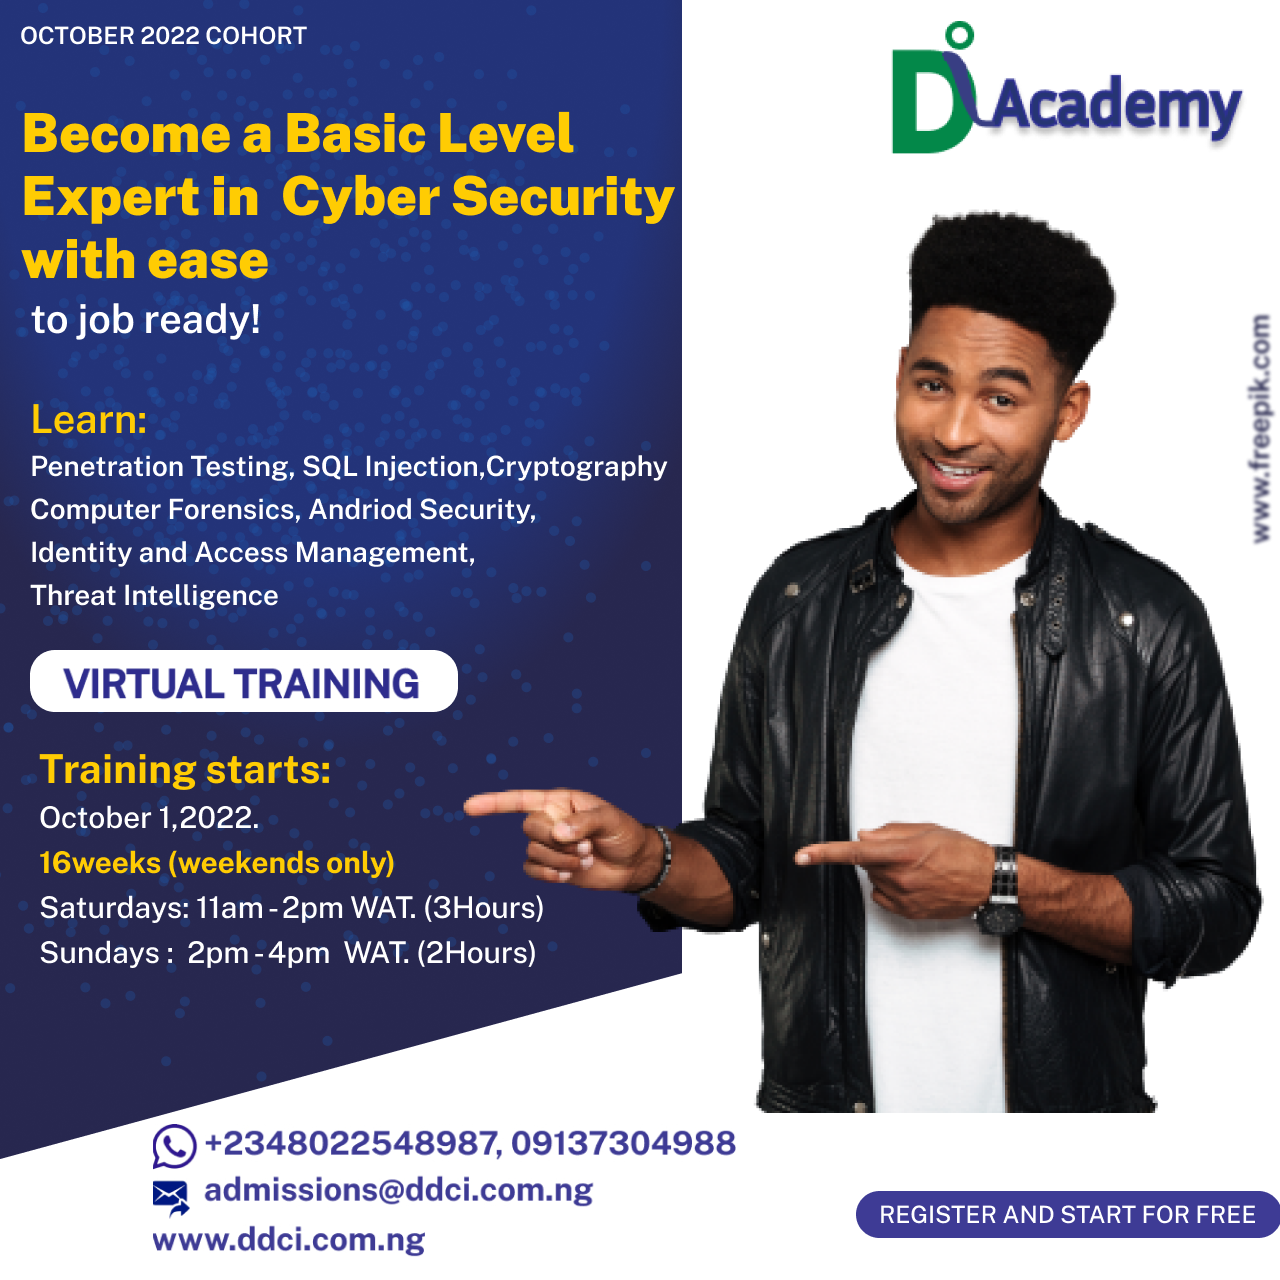 OCTOBER 2022 COHORT
Academy
Become a Basic Level
Expert in Cyber Security
with ease
to job ready!
Learn:
Penetration Testing, SQL Injection,Cryptography
Computer Forensics, Andriod Security,
Identity and Access Management,
Threat Intelligence
VIRTUAL TRAINING
Training starts:
October 1,2022.
16weeks (weekends only)
Saturdays: 11am - 2pm WAT. (3Hours)
Sundays : 2pm - 4pm WAT. (2Hours)
www.freepik.com
+2348022548987, 09137304988
admissions@ddci.com.ng
www.ddci.com.ng
REGISTER AND START FOR FREE